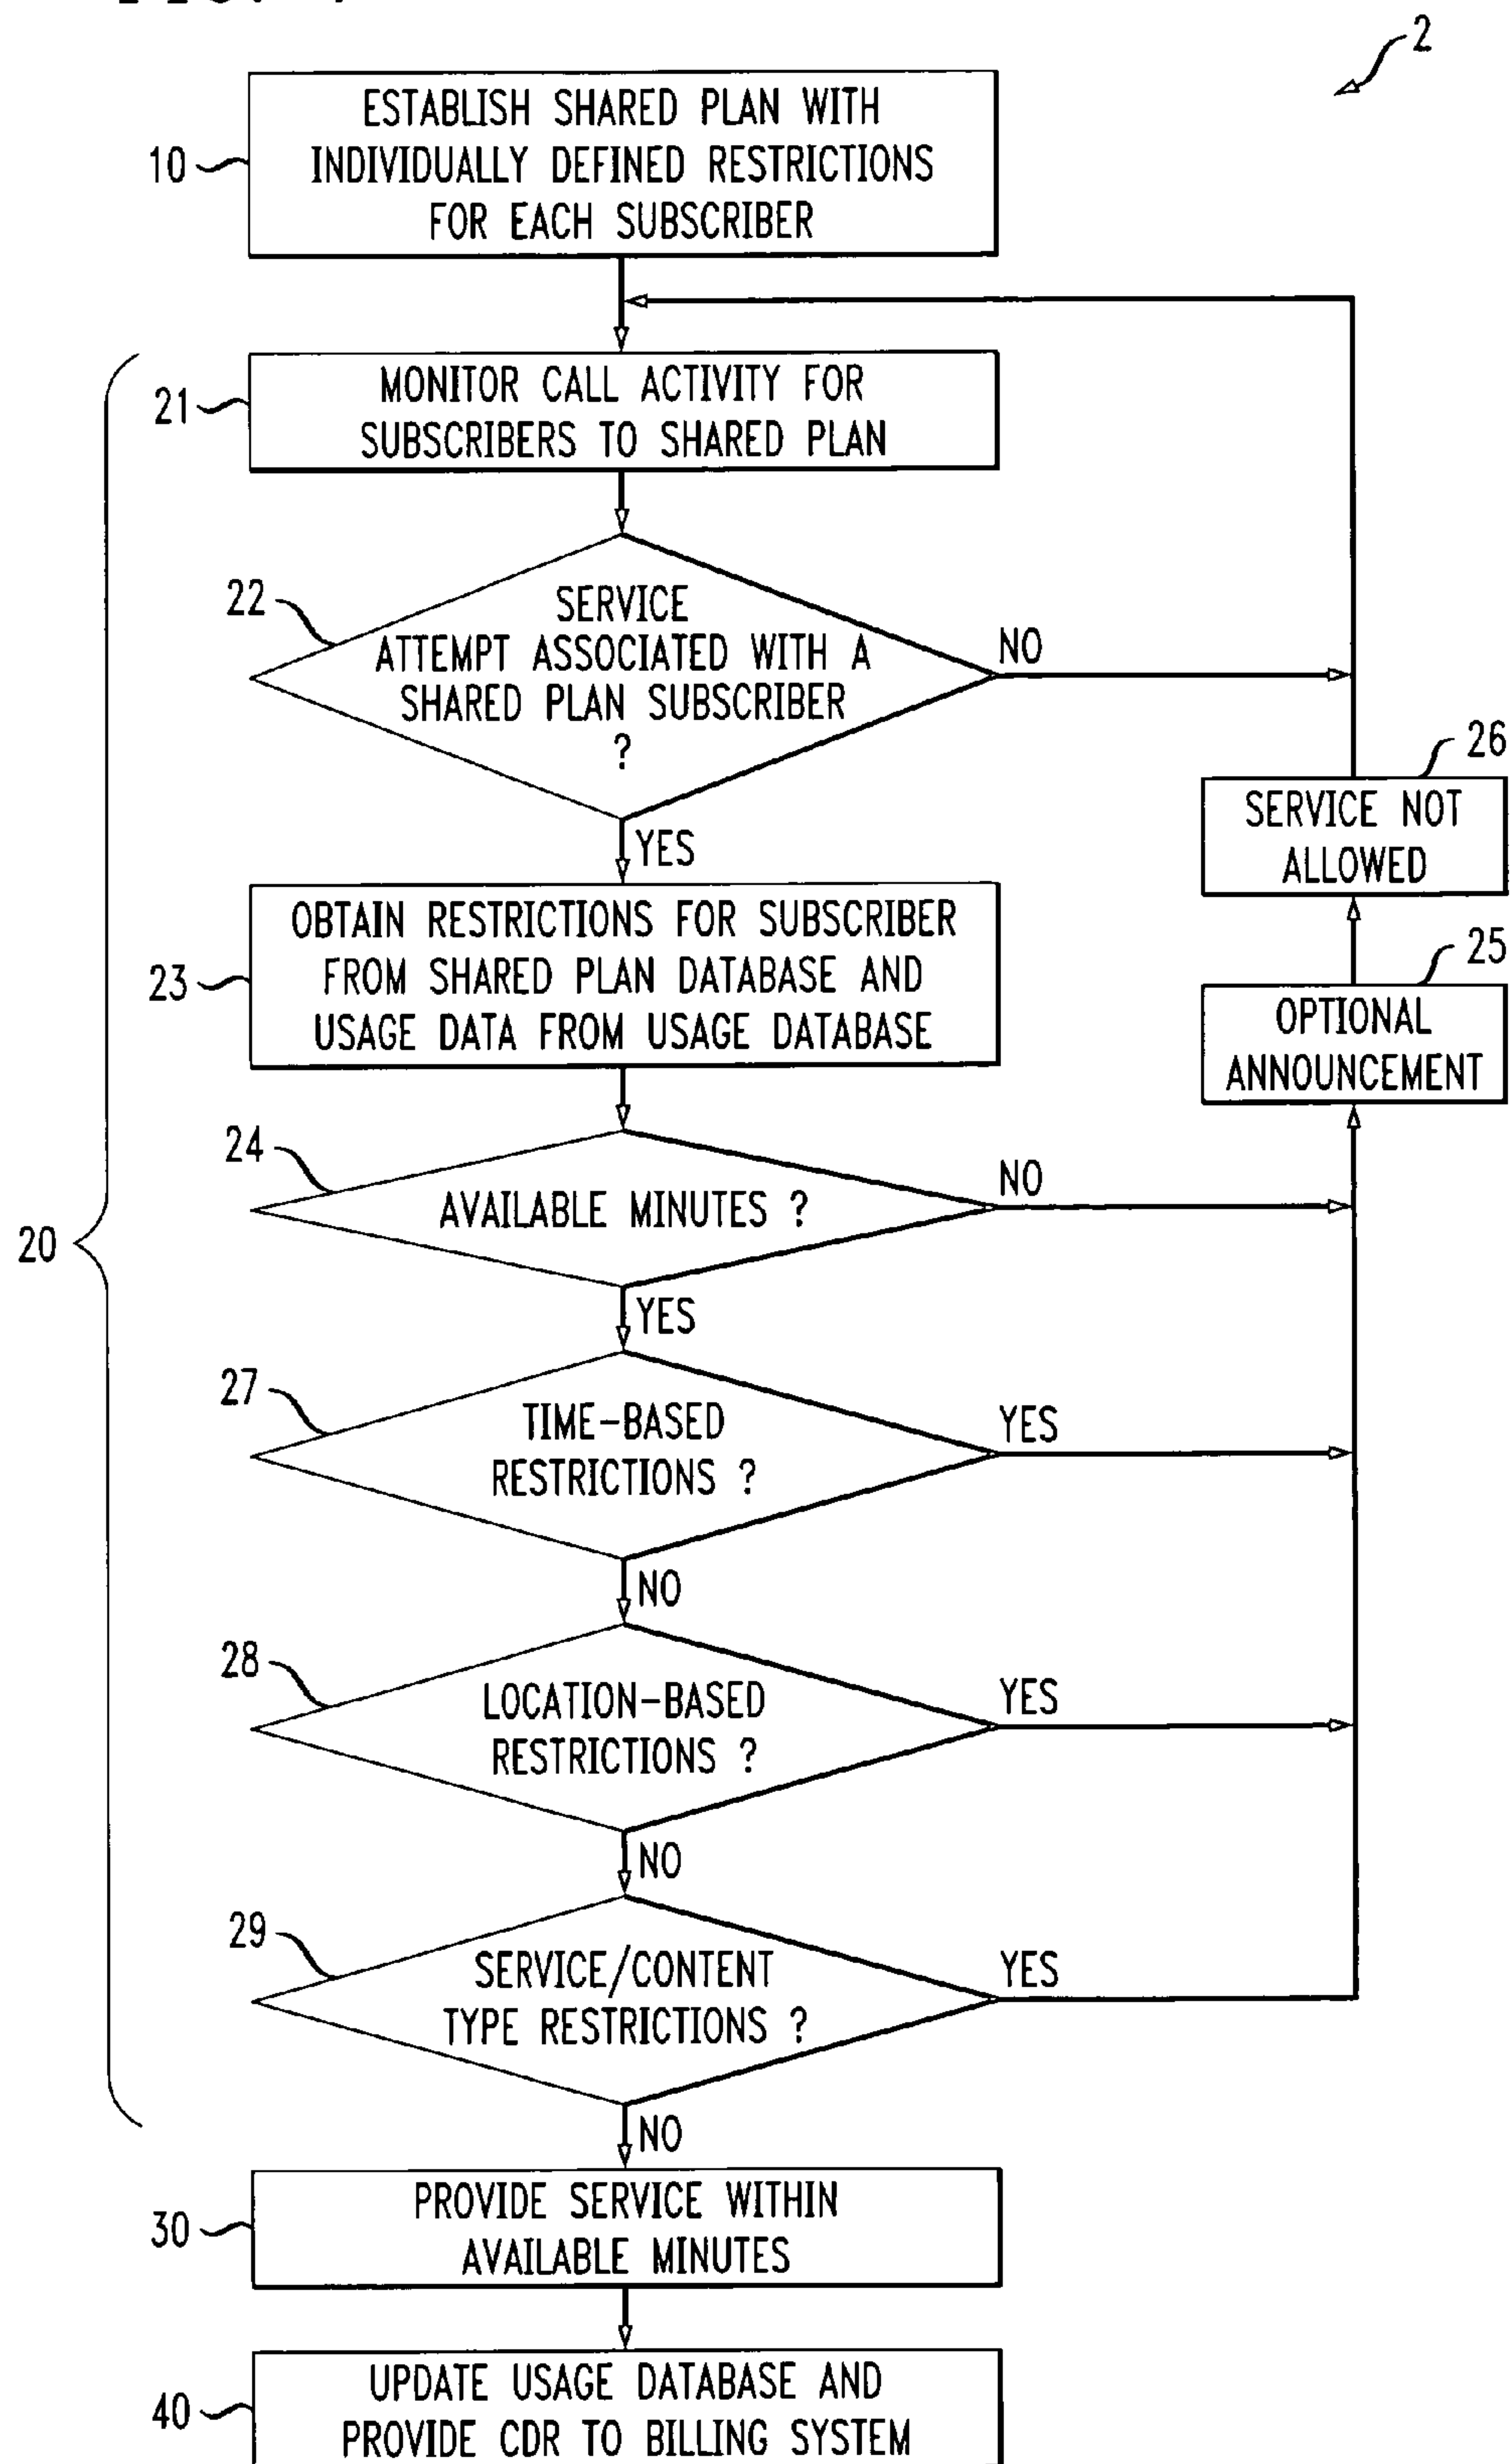 2
ESTABLISH SHARED PLAN WITH
INDIVIDUALLY DEFINED RESTRICTIONS
FOR EACH SUBSCRIBER
10
MONITOR CALL ACTIVITY FOR
SUBSCRIBERS TO SHARED PLAN
21
22
SERVICE
ATTEMPT ASSOCIATED WITH A
SHARED PLAN SUBSCRIBER
?
NO
YES
26
SERVICE NOT
ALLOWED
OBTAIN RESTRICTIONS FOR SUBSCRIBER
FROM SHARED PLAN DATABASE AND
USAGE DATA FROM USAGE DATABASE
23
25
OPTIONAL
ANNOUNCEMENT
24
AVAILABLE MINUTES ?
NO
YES
20
27
TIME-BASED
RESTRICTIONS ?
YES
NO
28
LOCATION-BASED
RESTRICTIONS ?
YES
NO
29
SERVICE/CONTENT
TYPE RESTRICTIONS ?
YES
NO
PROVIDE SERVICE WITHIN
AVAILABLE MINUTES
30
UPDATE USAGE DATABASE AND
PROVIDE CDR TO BILLING SYSTEM
40